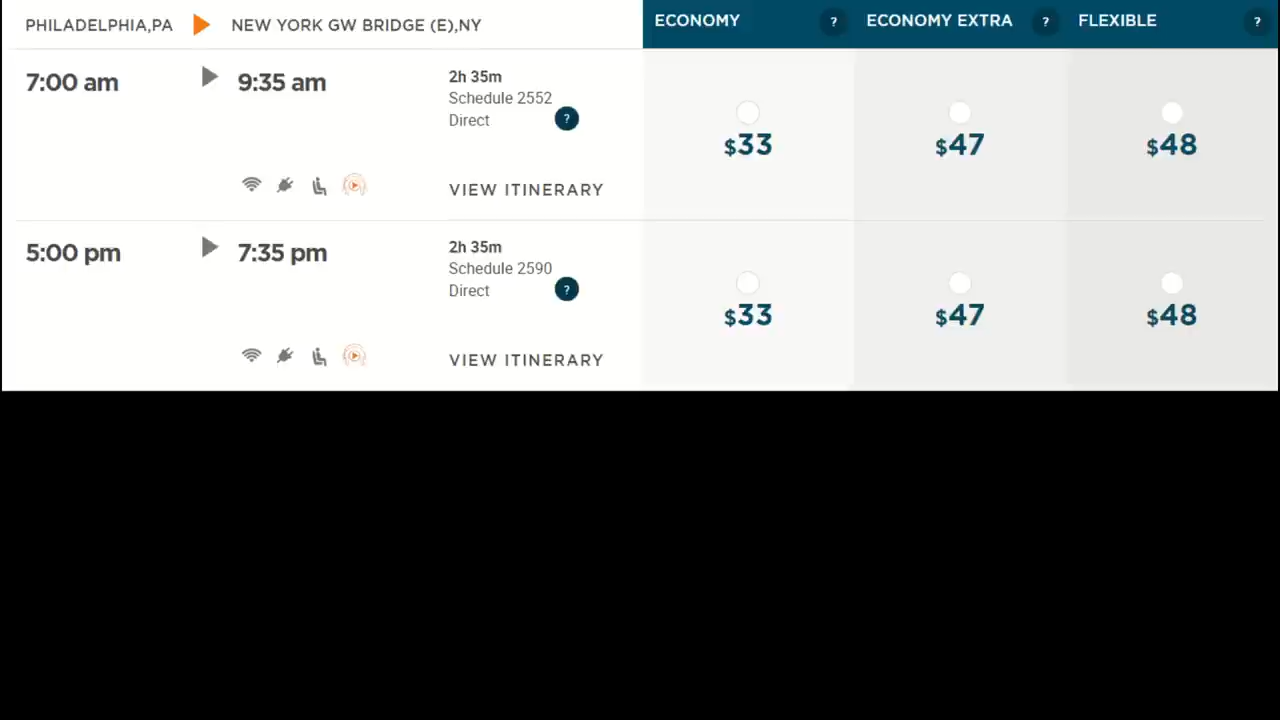 PHILADELPHIA,PA NEW YORK GW BRIDGE (E),NY ECONOMY ? ECONOMY EXTRA ? FLEXIBLE ?
7:00 am 9:35 am 2h 35m
Schedule 2552
Direct ?
$33 $47 $48
VIEW ITINERARY
5:00 pm 7:35 pm 2h 35m
Schedule 2590
Direct ?
$33 $47 $48
VIEW ITINERARY